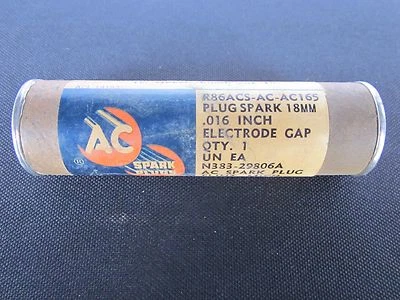 AC
SPARK
R86ACS-AC-AC165
PLUG SPARK 18MM
.016 INCH
ELECTRODE GAP
QTY. 1
UN EA
N383-29806A
AC SPARK PLUG